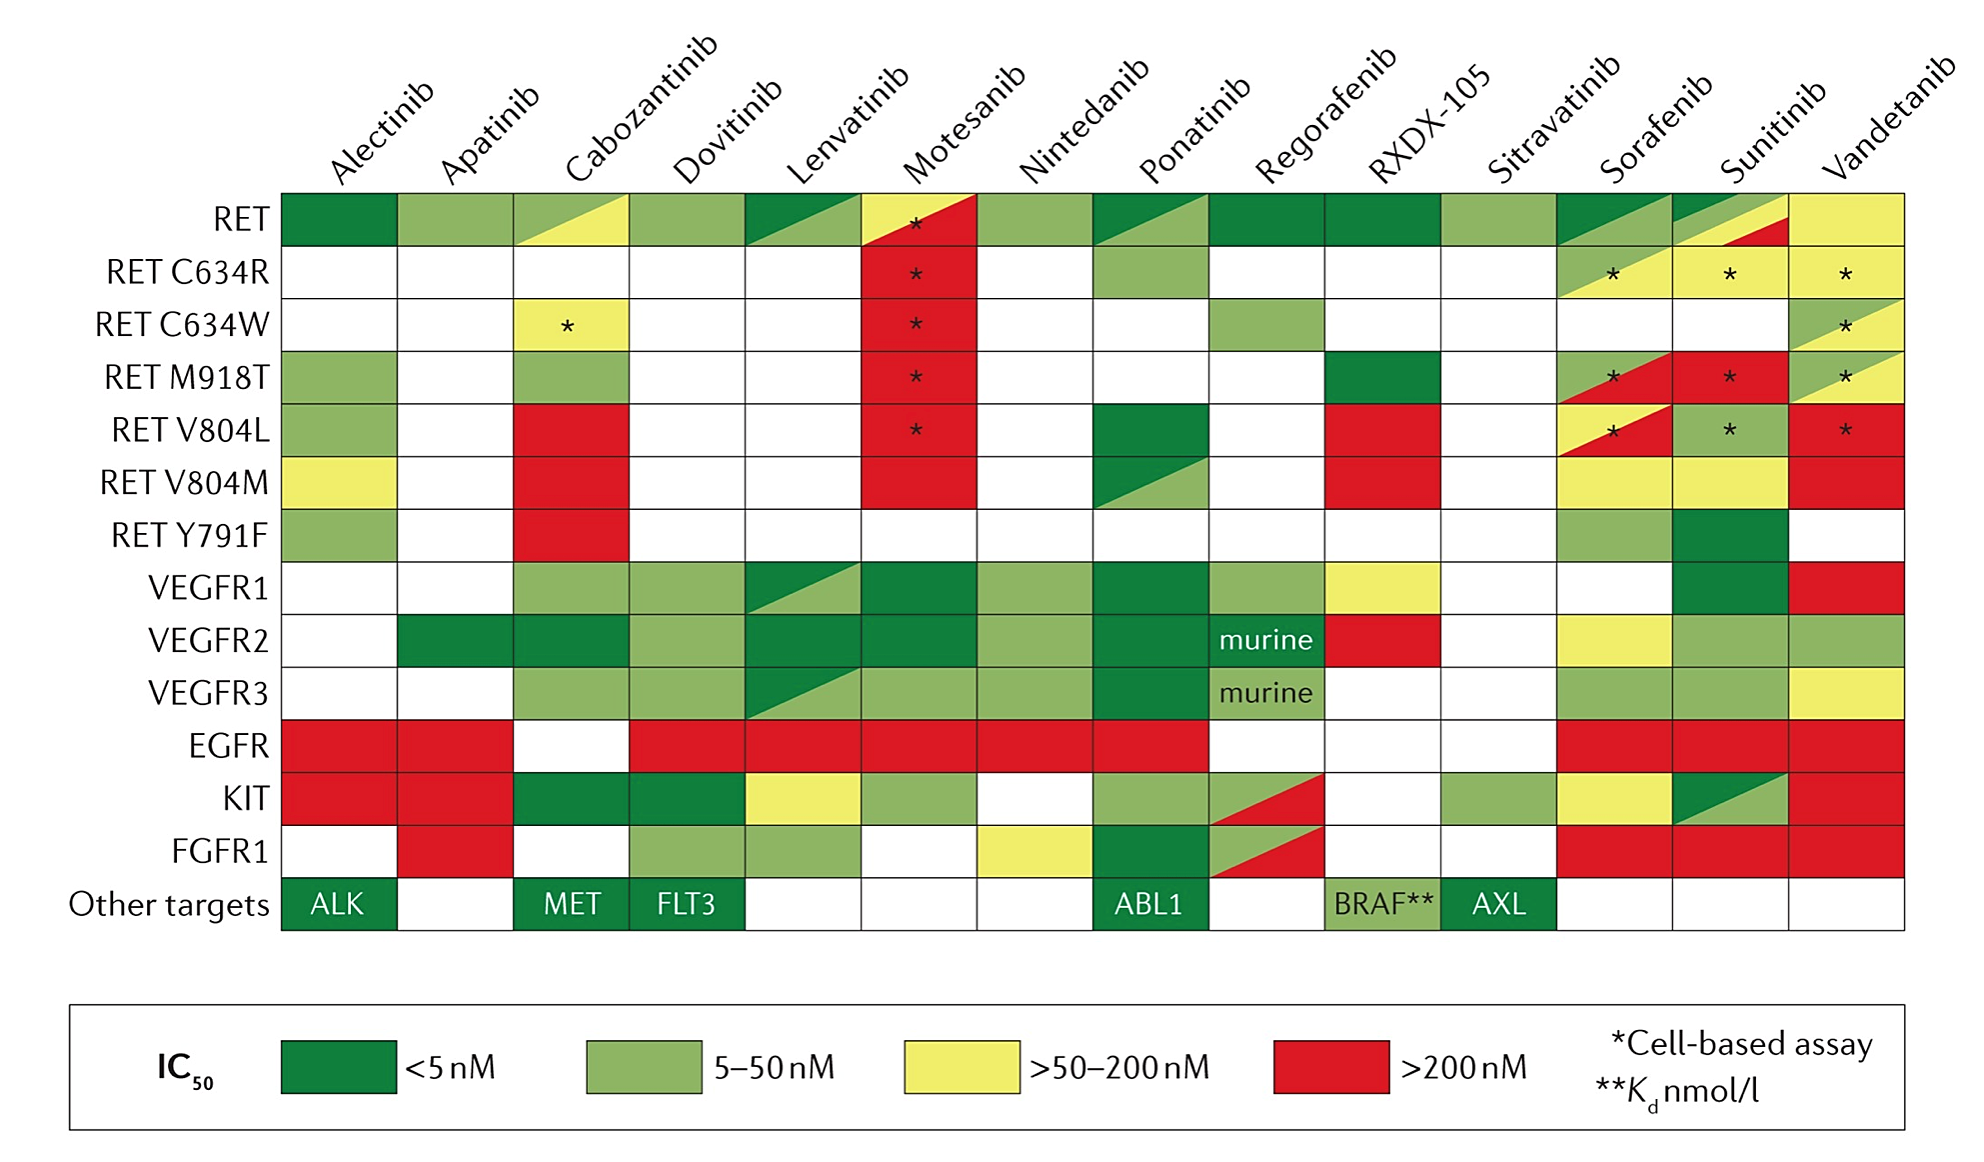 Alectinib Apatinib Cabozantinib Dovitinib Lenvatinib Motesanib Nintedanib Ponatinib Regorafenib RXDX-105 Sitravatinib Sorafenib Sunitinib Vandetanib
RET *
RET C634R * * * *
RET C634W * * *
RET M918T * * * *
RET V804L * * * *
RET V804M
RET Y791F
VEGFR1
VEGFR2 murine
VEGFR3 murine
EGFR
KIT
FGFR1
Other targets ALK MET FLT3 ABL1 BRAF** AXL
IC50 <5 nM 5–50 nM >50–200 nM >200 nM
*Cell-based assay
**Kd nmol/l